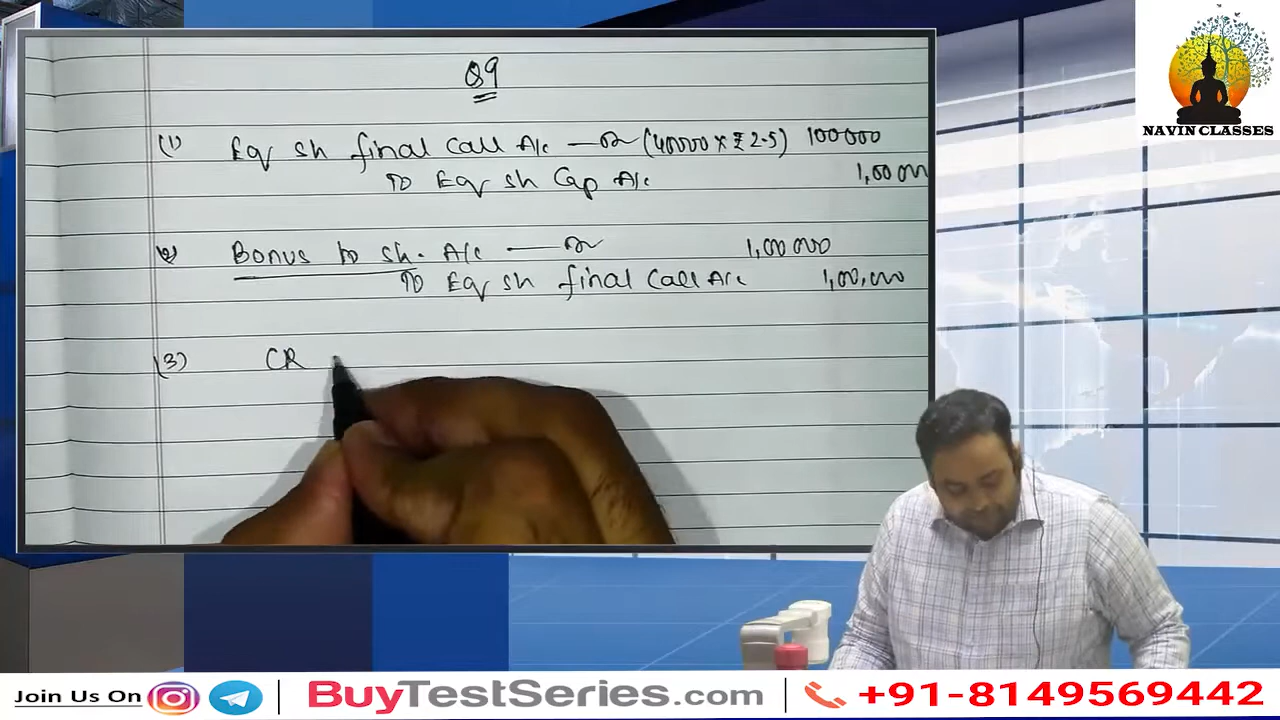 Q9
(1) Eq sh final call A/c — Dr (40000 x ₹ 2.5) 100000
To Eq sh Cap A/c 1,00,000
2) Bonus to sh. A/c — Dr 1,00,000
To Eq sh final Call A/c 1,00,000
(3) CR
NAVIN CLASSES
Join Us On BuyTestSeries.com +91-8149569442